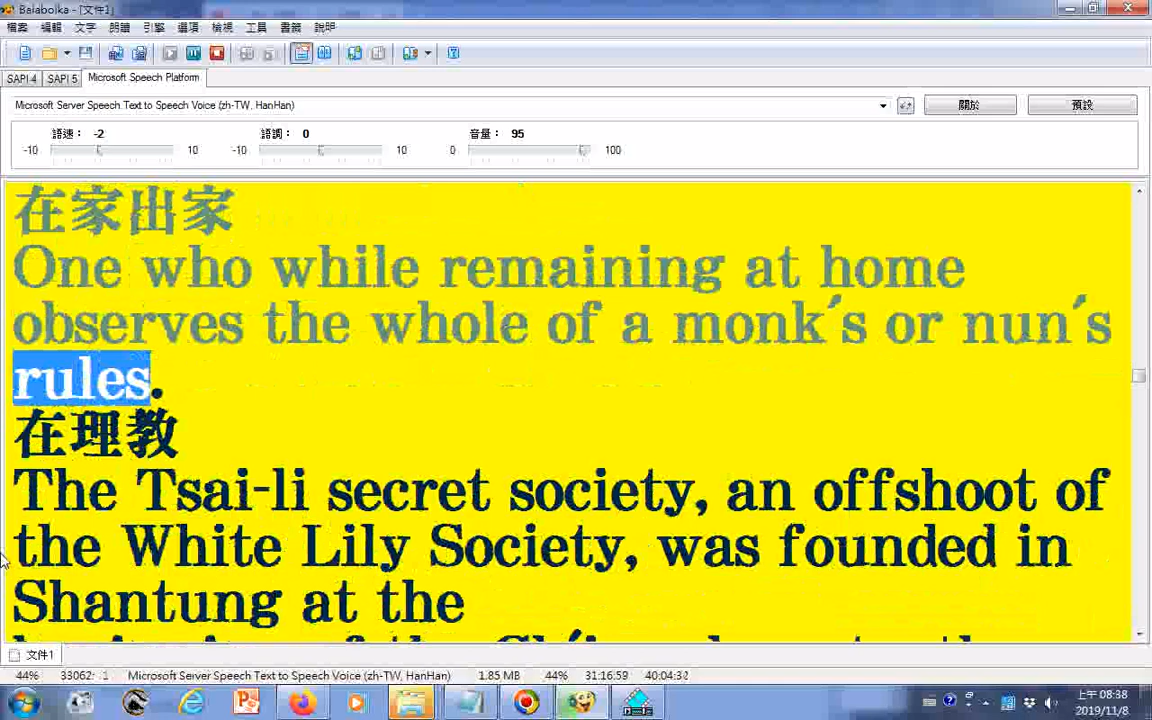 Balabolka - [文件1]
檔案 編輯 文字 朗讀 引擎 選項 檢視 工具 書籤 說明
SAPI 4 SAPI 5 Microsoft Speech Platform
Microsoft Server Speech Text to Speech Voice (zh-TW, HanHan) 關於 預設
語速： -2 語調： 0 音量： 95
-10 10 -10 10 0 100
在家出家
One who while remaining at home
observes the whole of a monk′s or nun′s
rules.
在理教
The Tsai-li secret society, an offshoot of
the White Lily Society, was founded in
Shantung at the
文件1
44% 33062: 1 Microsoft Server Speech Text to Speech Voice (zh-TW, HanHan) 1.85 MB 44% 31:16:59 40:04:32
上午 08:38
2019/11/8